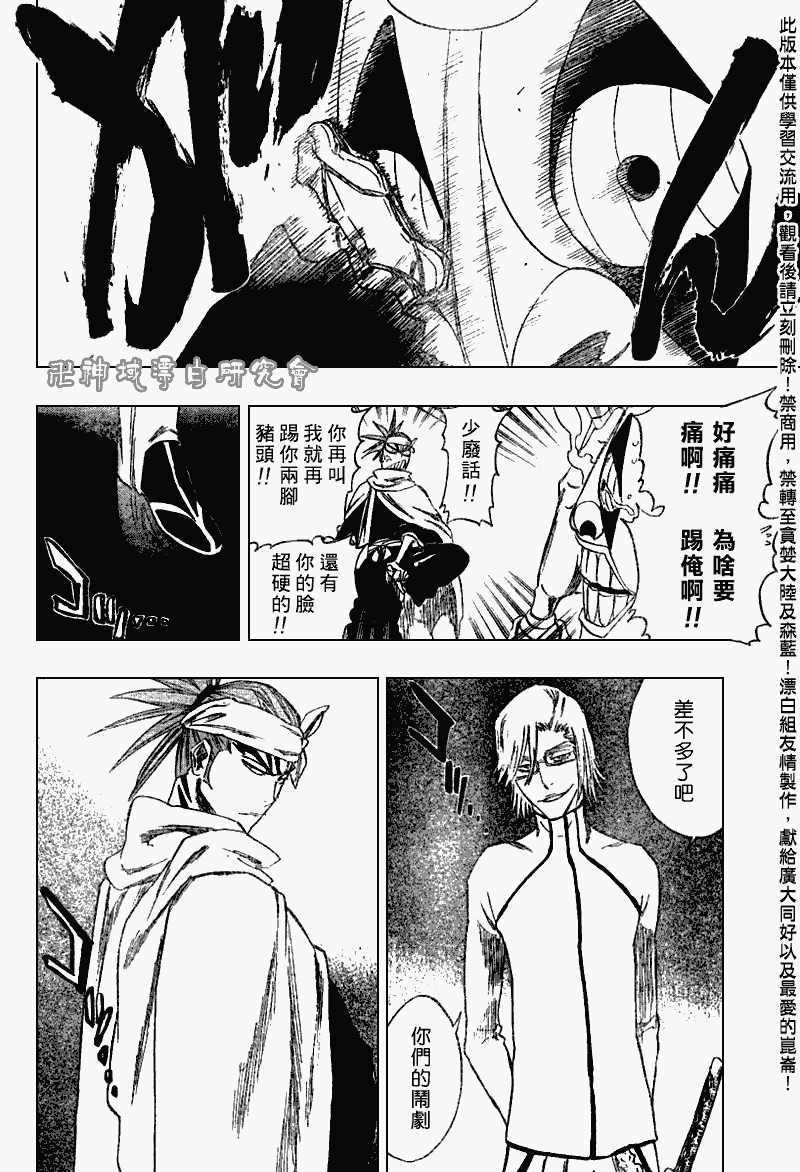 此版本僅供學習交流用。觀看後請立刻刪除！禁商用，禁轉至貪婪大陸及森藍！漂白組友情製作，獻給廣大同好以及最愛的崑崙！
卍神域漂白研究會
好痛痛
痛啊!!
為啥要
踢俺啊!!
少廢話!!
你再叫
我就再
踢你兩腳
豬頭!!
還有
你的臉
超硬的!!
差不多了吧
你們的鬧劇